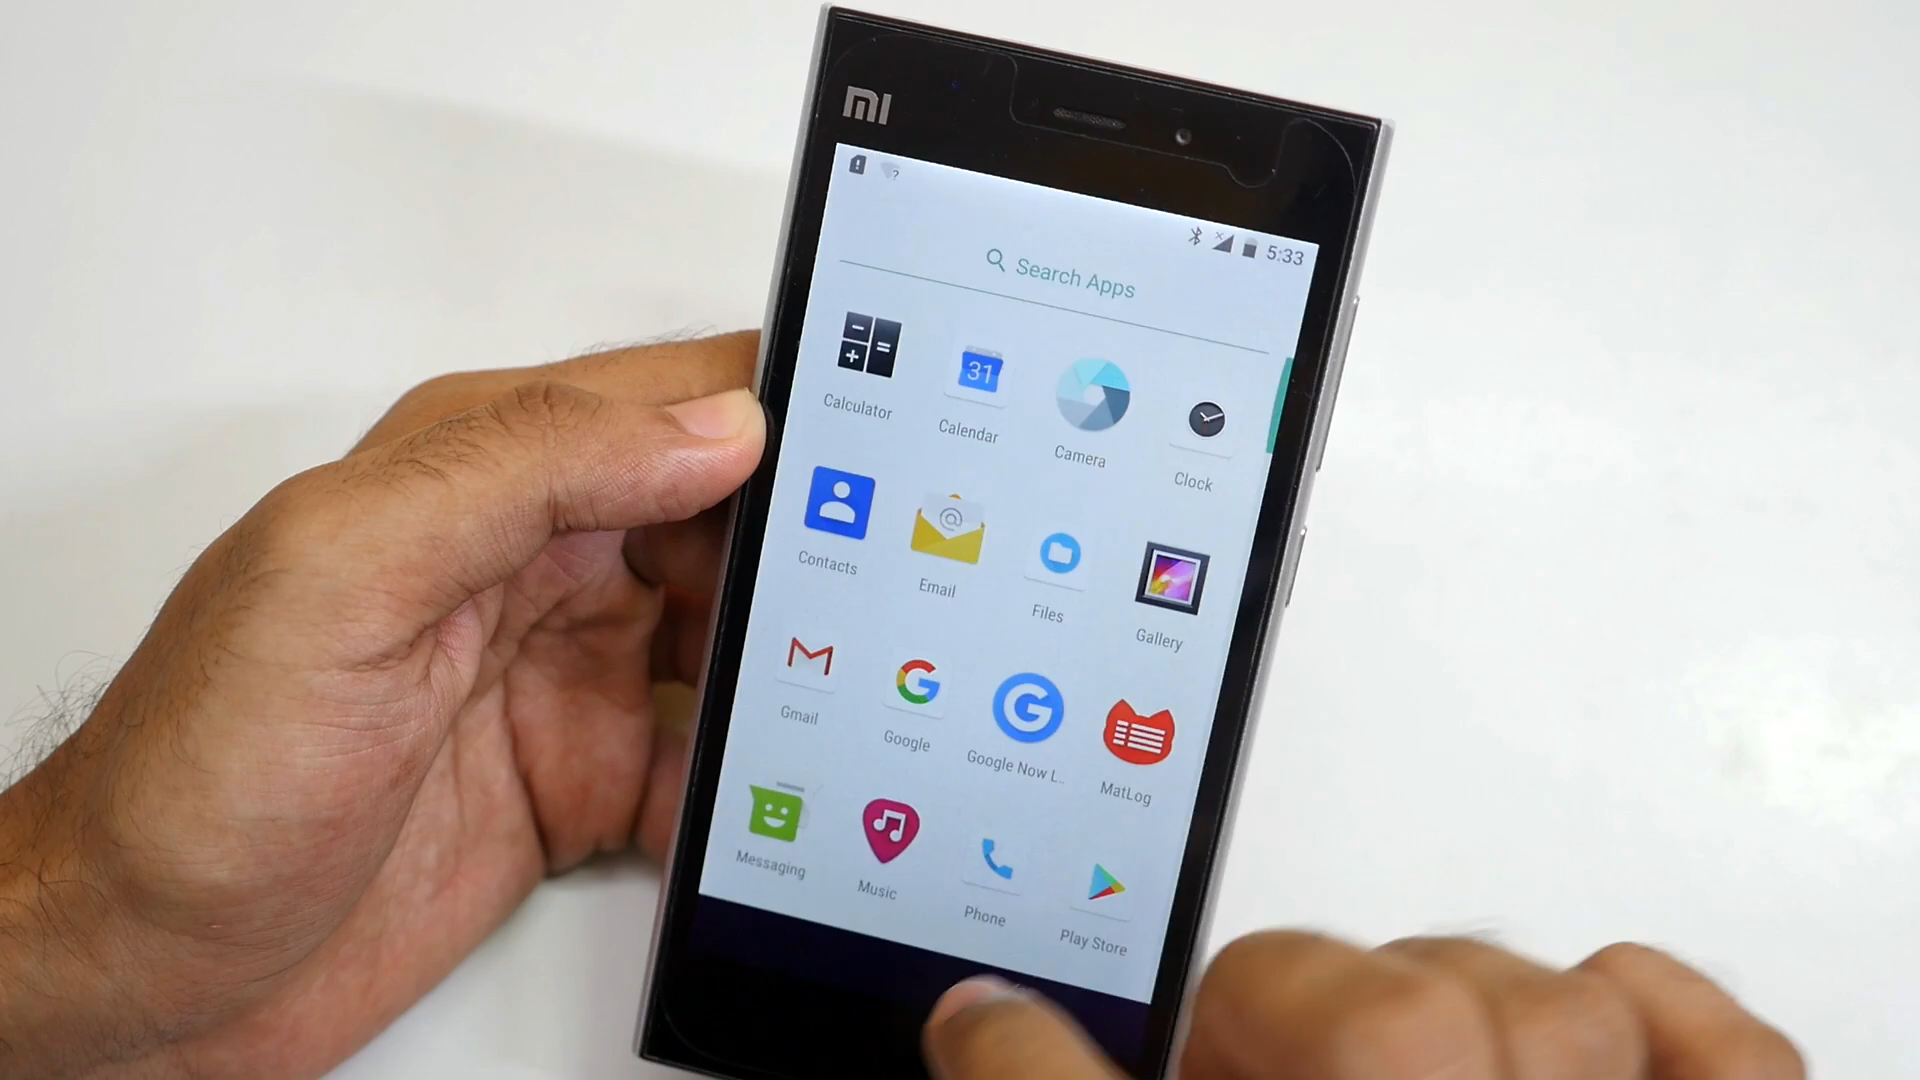 mi
?
5:33
Search Apps
31
Calculator
Calendar
Camera
Clock
@
Contacts
Email
Files
Gallery
G
G
Gmail
Google
Google Now L..
MatLog
Messaging
Music
Phone
Play Store